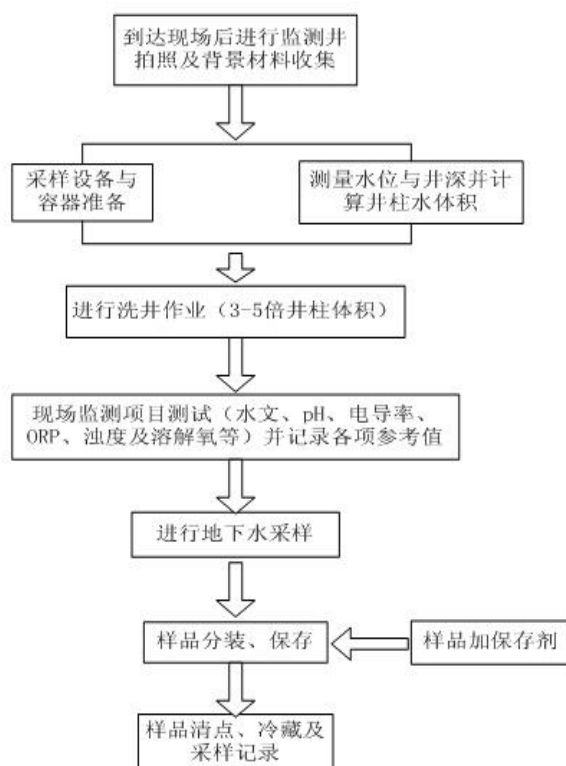 到达现场后进行监测井
拍照及背景材料收集
采样设备与
容器准备
测量水位与井深并计
算井柱水体积
进行洗井作业（3-5倍井柱体积）
现场监测项目测试（水文、pH、电导率、
ORP、浊度及溶解氧等）并记录各项参考值
进行地下水采样
样品分装、保存
样品加保存剂
样品清点、冷藏及
采样记录